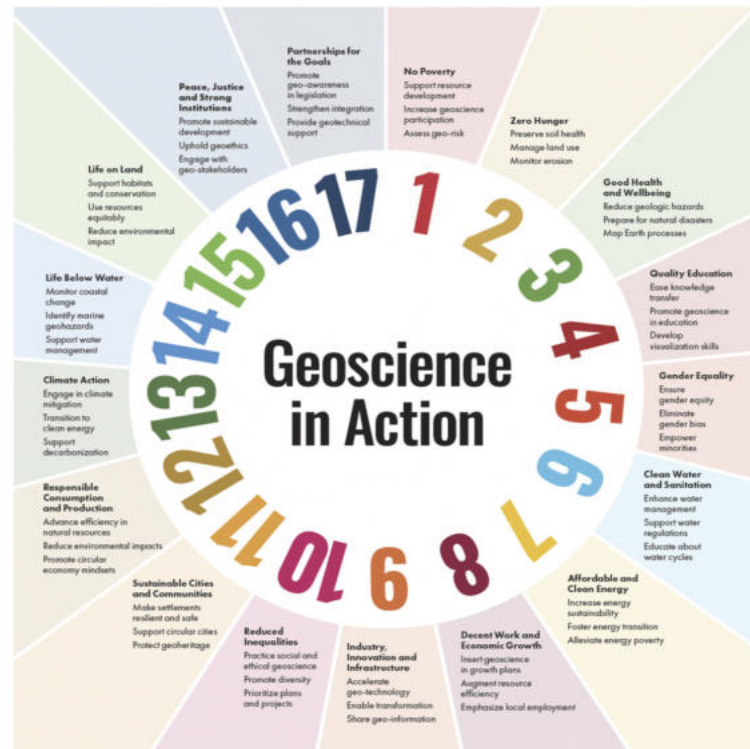 Geoscience
in Action
1
No Poverty
Support resource
development
Increase geoscience
participation
Assess geo-risk
2
Zero Hunger
Preserve soil health
Manage land use
Monitor erosion
3
Good Health
and Wellbeing
Reduce geologic hazards
Prepare for natural disasters
Map Earth processes
4
Quality Education
Ease knowledge
transfer
Promote geoscience
in education
Develop
visualization skills
5
Gender Equality
Ensure
gender equity
Eliminate
gender bias
Empower
minorities
6
Clean Water
and Sanitation
Enhance water
management
Support water
regulations
Educate about
water cycles
7
Affordable and
Clean Energy
Increase energy
sustainability
Foster energy transition
Alleviate energy poverty
8
Decent Work and
Economic Growth
Insert geoscience
in growth plans
Augment resource
efficiency
Emphasize local employment
9
Industry,
Innovation and
Infrastructure
Accelerate
geo-technology
Enable transformation
Share geo-information
10
Reduced
Inequalities
Practice social and
ethical geoscience
Promote diversity
Prioritize plans
and projects
11
Sustainable Cities
and Communities
Make settlements
resilient and safe
Support circular cities
Protect geoheritage
12
Responsible
Consumption
and Production
Advance efficiency in
natural resources
Reduce environmental impacts
Promote circular
economy mindsets
13
Climate Action
Engage in climate
mitigation
Transition to
clean energy
Support
decarbonization
14
Life Below Water
Monitor coastal
change
Identify marine
geohazards
Support water
management
15
Life on Land
Support habitats
and conservation
Use resources
equitably
Reduce environmental
impact
16
Peace, Justice
and Strong
Institutions
Promote sustainable
development
Uphold geoethics
Engage with
geo-stakeholders
17
Partnerships for
the Goals
Promote
geo-awareness
in legislation
Strengthen integration
Provide geotechnical
support